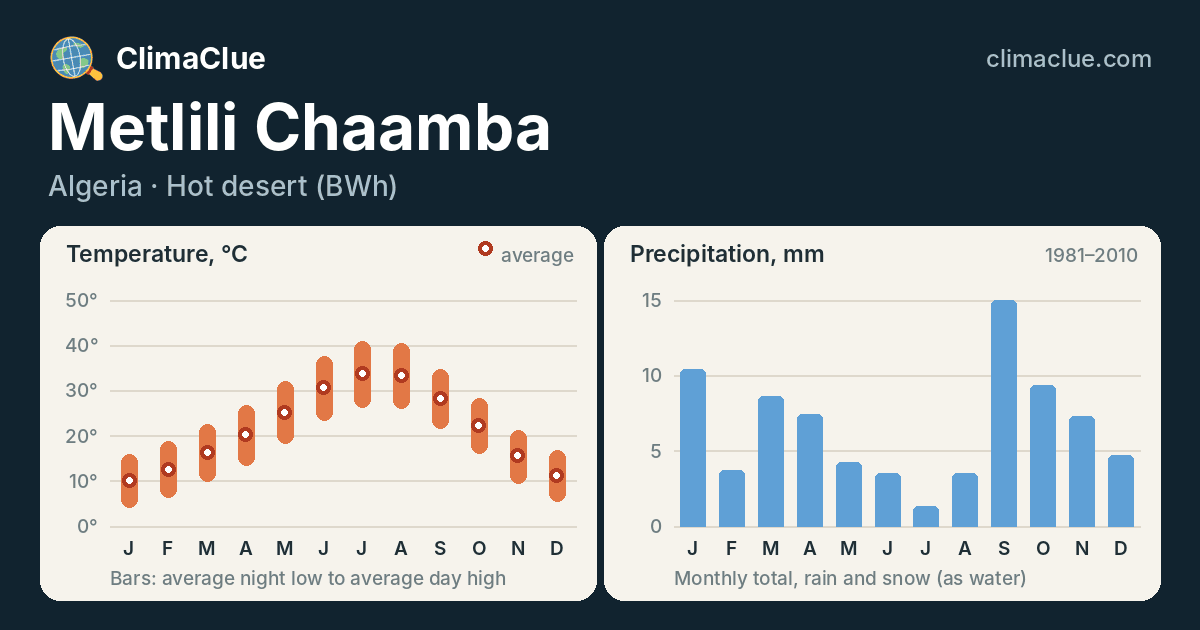 ClimaClue
climaclue.com
Metlili Chaamba
Algeria · Hot desert (BWh)
Temperature, °C
average
50°
40°
30°
20°
10°
0°
J F M A M J J A S O N D
Bars: average night low to average day high
Precipitation, mm
1981–2010
15
10
5
0
J F M A M J J A S O N D
Monthly total, rain and snow (as water)